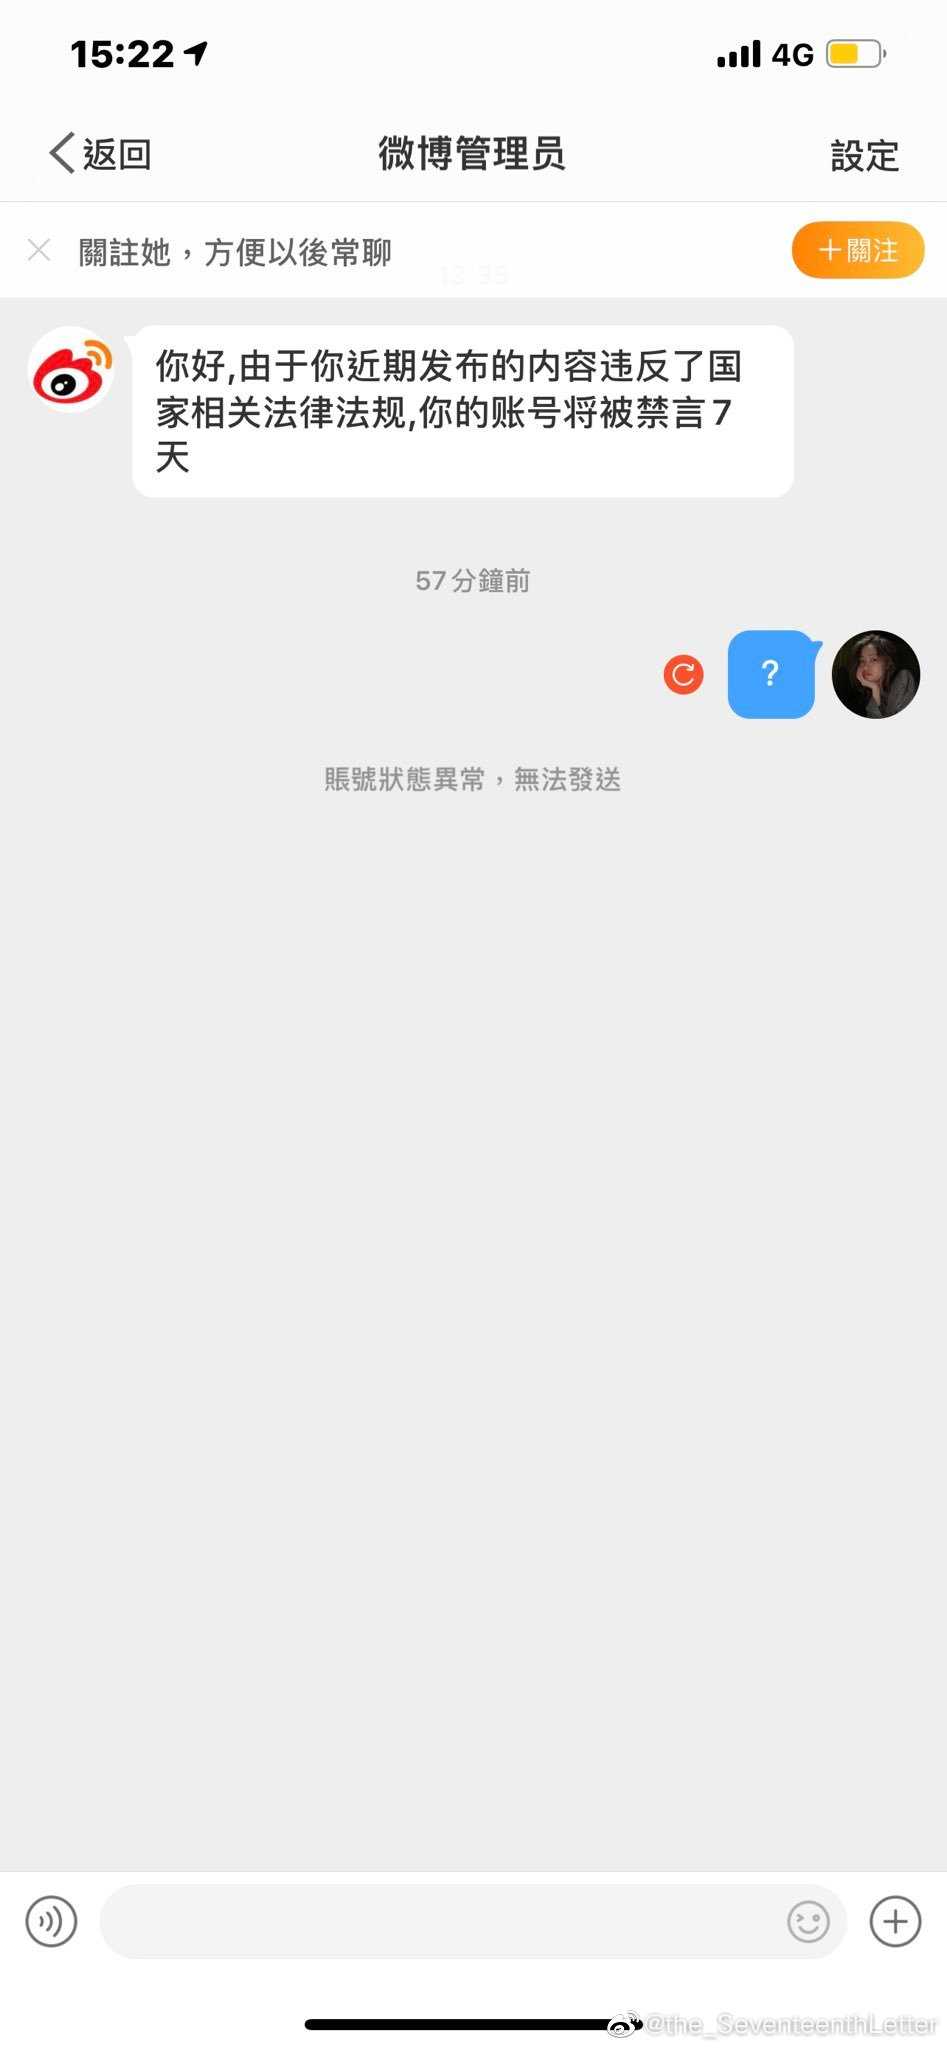 15:22
4G
返回
微博管理员
設定
關註她，方便以後常聊
＋關注
你好,由于你近期发布的内容违反了国
家相关法律法规,你的账号将被禁言7
天
57分鐘前
?
賬號狀態異常，無法發送
@the_SeventeenthLetter